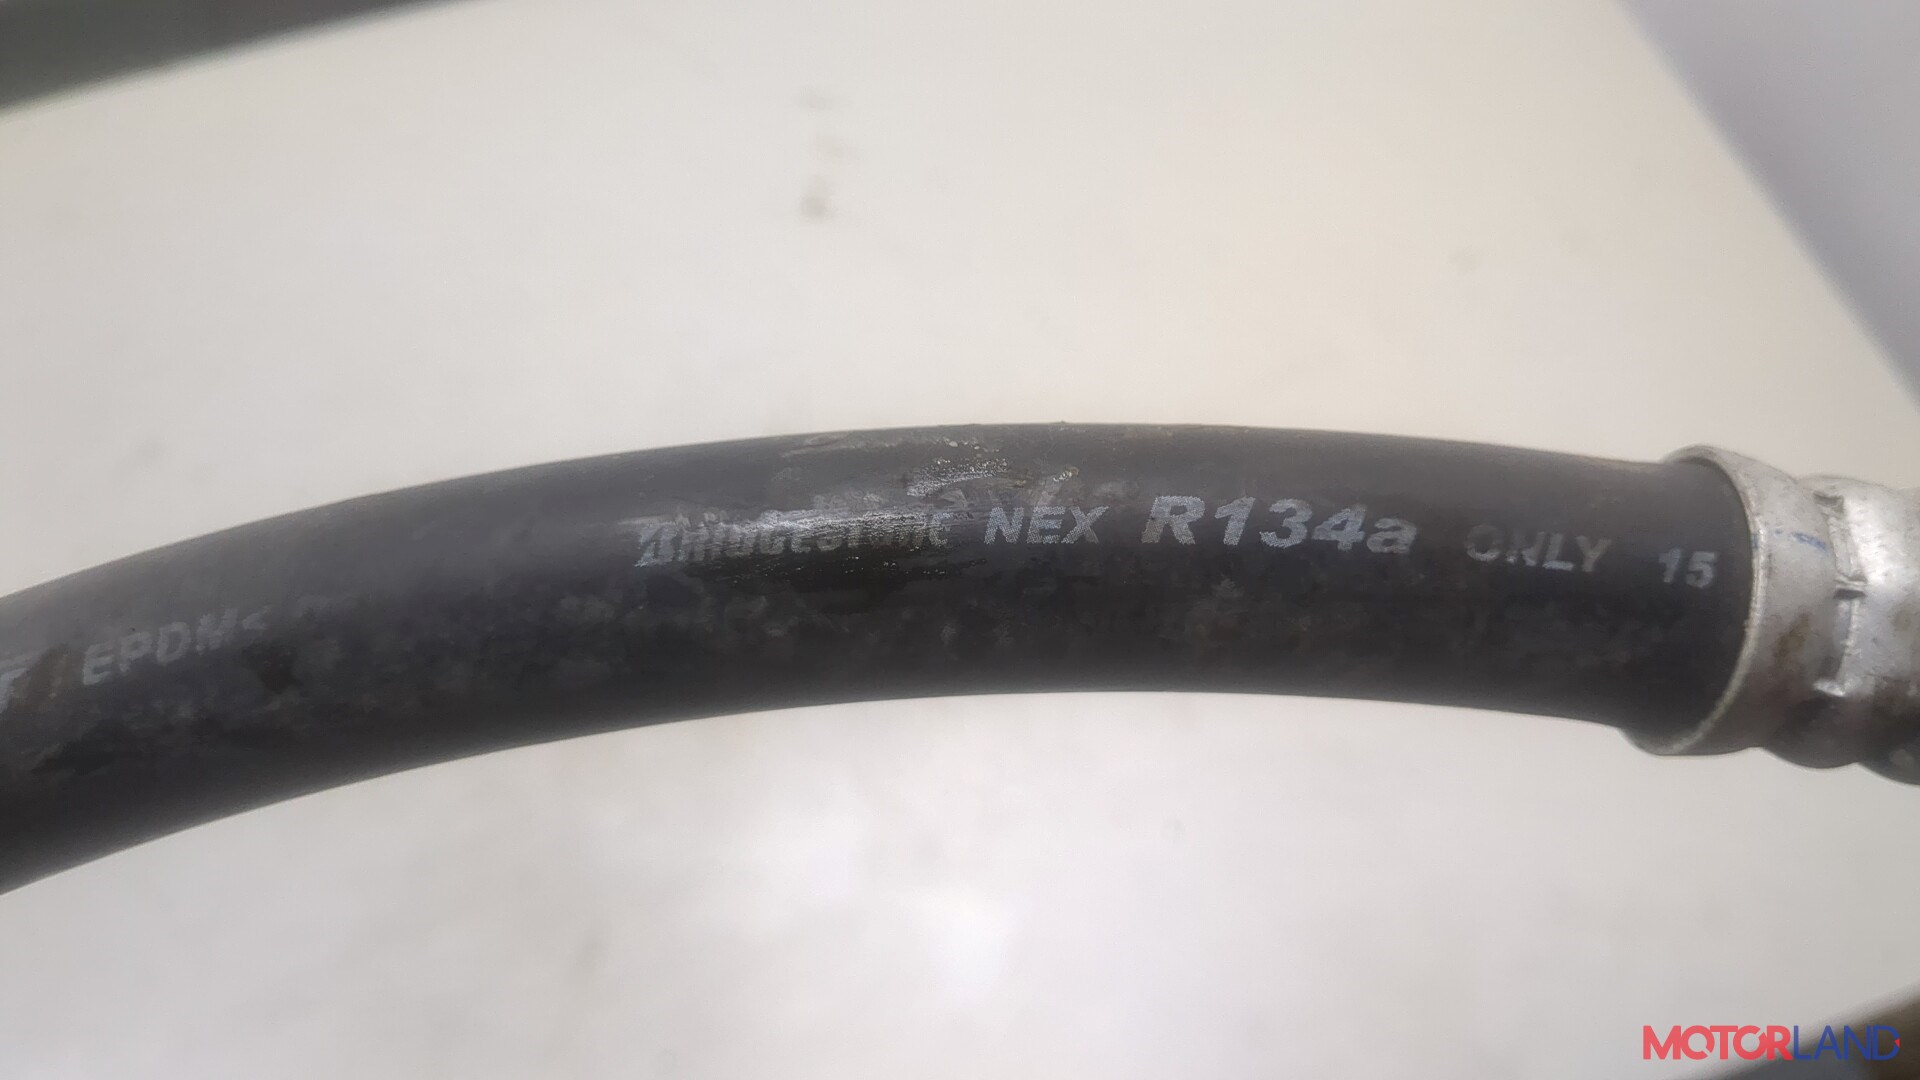 BRIDGESTONE NEX R134a ONLY 15
EPDM<
MOTORLAND